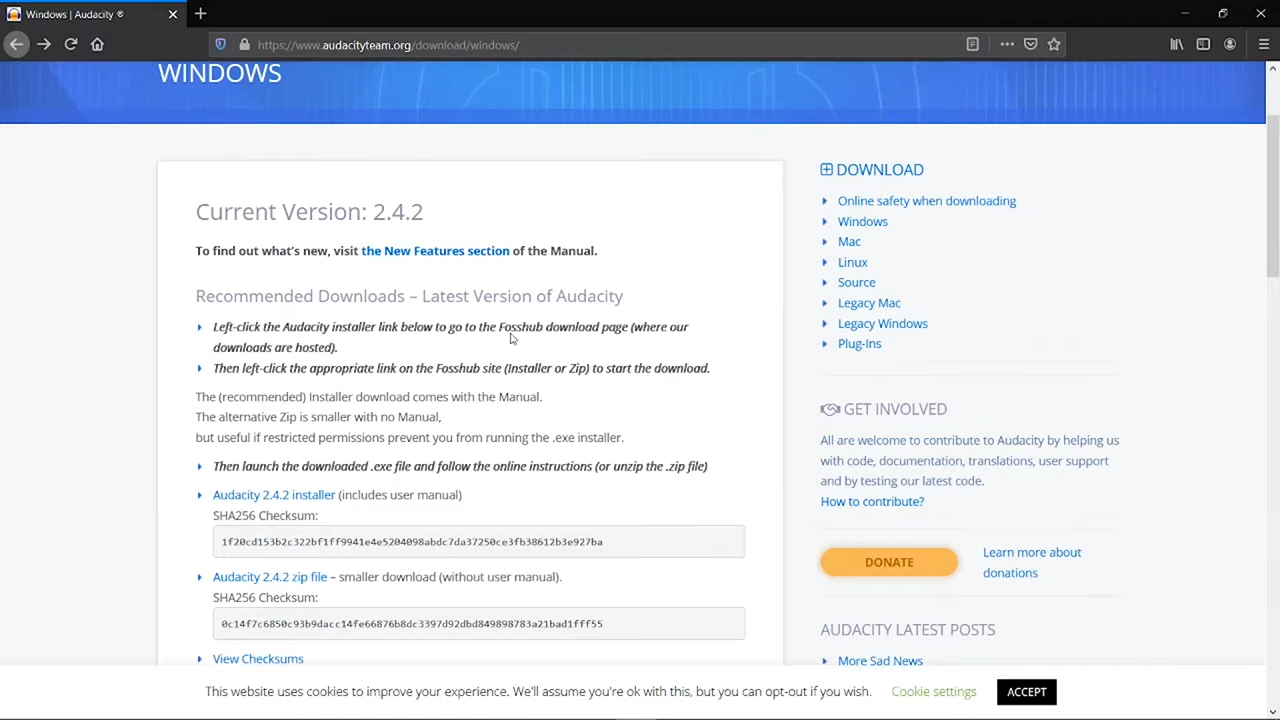 Windows | Audacity ®
https://www.audacityteam.org/download/windows/
WINDOWS
Current Version: 2.4.2
To find out what's new, visit the New Features section of the Manual.
Recommended Downloads – Latest Version of Audacity
Left-click the Audacity installer link below to go to the Fosshub download page (where our
downloads are hosted).
Then left-click the appropriate link on the Fosshub site (Installer or Zip) to start the download.
The (recommended) Installer download comes with the Manual.
The alternative Zip is smaller with no Manual,
but useful if restricted permissions prevent you from running the .exe installer.
Then launch the downloaded .exe file and follow the online instructions (or unzip the .zip file)
Audacity 2.4.2 installer (includes user manual)
SHA256 Checksum:
1f20cd153b2c322bf1ff9941e4e5204098abdc7da37250ce3fb38612b3e927ba
Audacity 2.4.2 zip file – smaller download (without user manual).
SHA256 Checksum:
0c14f7c6850c93b9dacc14fe66876b8dc3397d92dbd849898783a21bad1fff55
View Checksums
DOWNLOAD
Online safety when downloading
Windows
Mac
Linux
Source
Legacy Mac
Legacy Windows
Plug-Ins
GET INVOLVED
All are welcome to contribute to Audacity by helping us
with code, documentation, translations, user support
and by testing our latest code.
How to contribute?
DONATE
Learn more about
donations
AUDACITY LATEST POSTS
More Sad News
This website uses cookies to improve your experience. We'll assume you're ok with this, but you can opt-out if you wish. Cookie settings ACCEPT